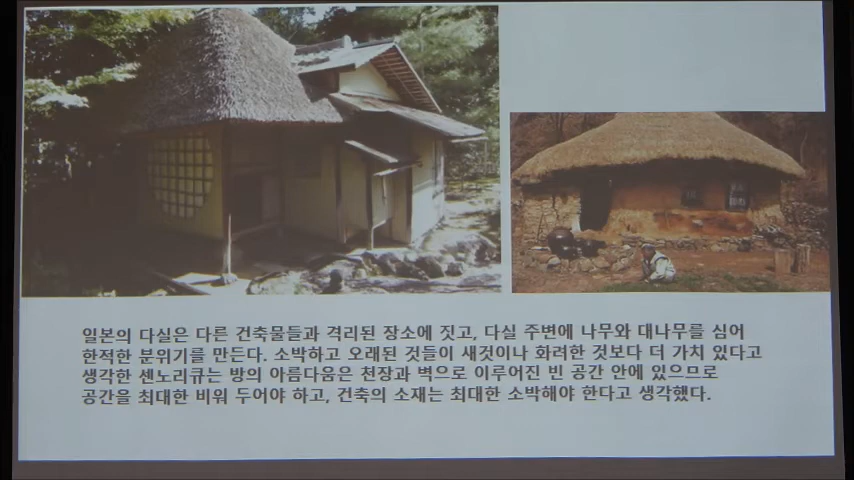 일본의 다실은 다른 건축물들과 격리된 장소에 짓고, 다실 주변에 나무와 대나무를 심어
한적한 분위기를 만든다. 소박하고 오래된 것들이 새것이나 화려한 것보다 더 가치 있다고
생각한 센노리큐는 방의 아름다움은 천장과 벽으로 이루어진 빈 공간 안에 있으므로
공간을 최대한 비워 두어야 하고, 건축의 소재는 최대한 소박해야 한다고 생각했다.